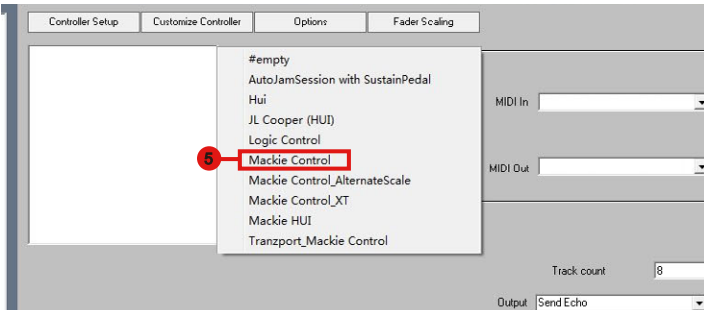 Controller Setup
Customize Controller
Options
Fader Scaling
#empty
AutoJamSession with SustainPedal
Hui
JL Cooper (HUI)
Logic Control
5
Mackie Control
Mackie Control_AlternateScale
Mackie Control_XT
Mackie HUI
Tranzport_Mackie Control
MIDI In
MIDI Out
Track count
8
Output
Send Echo